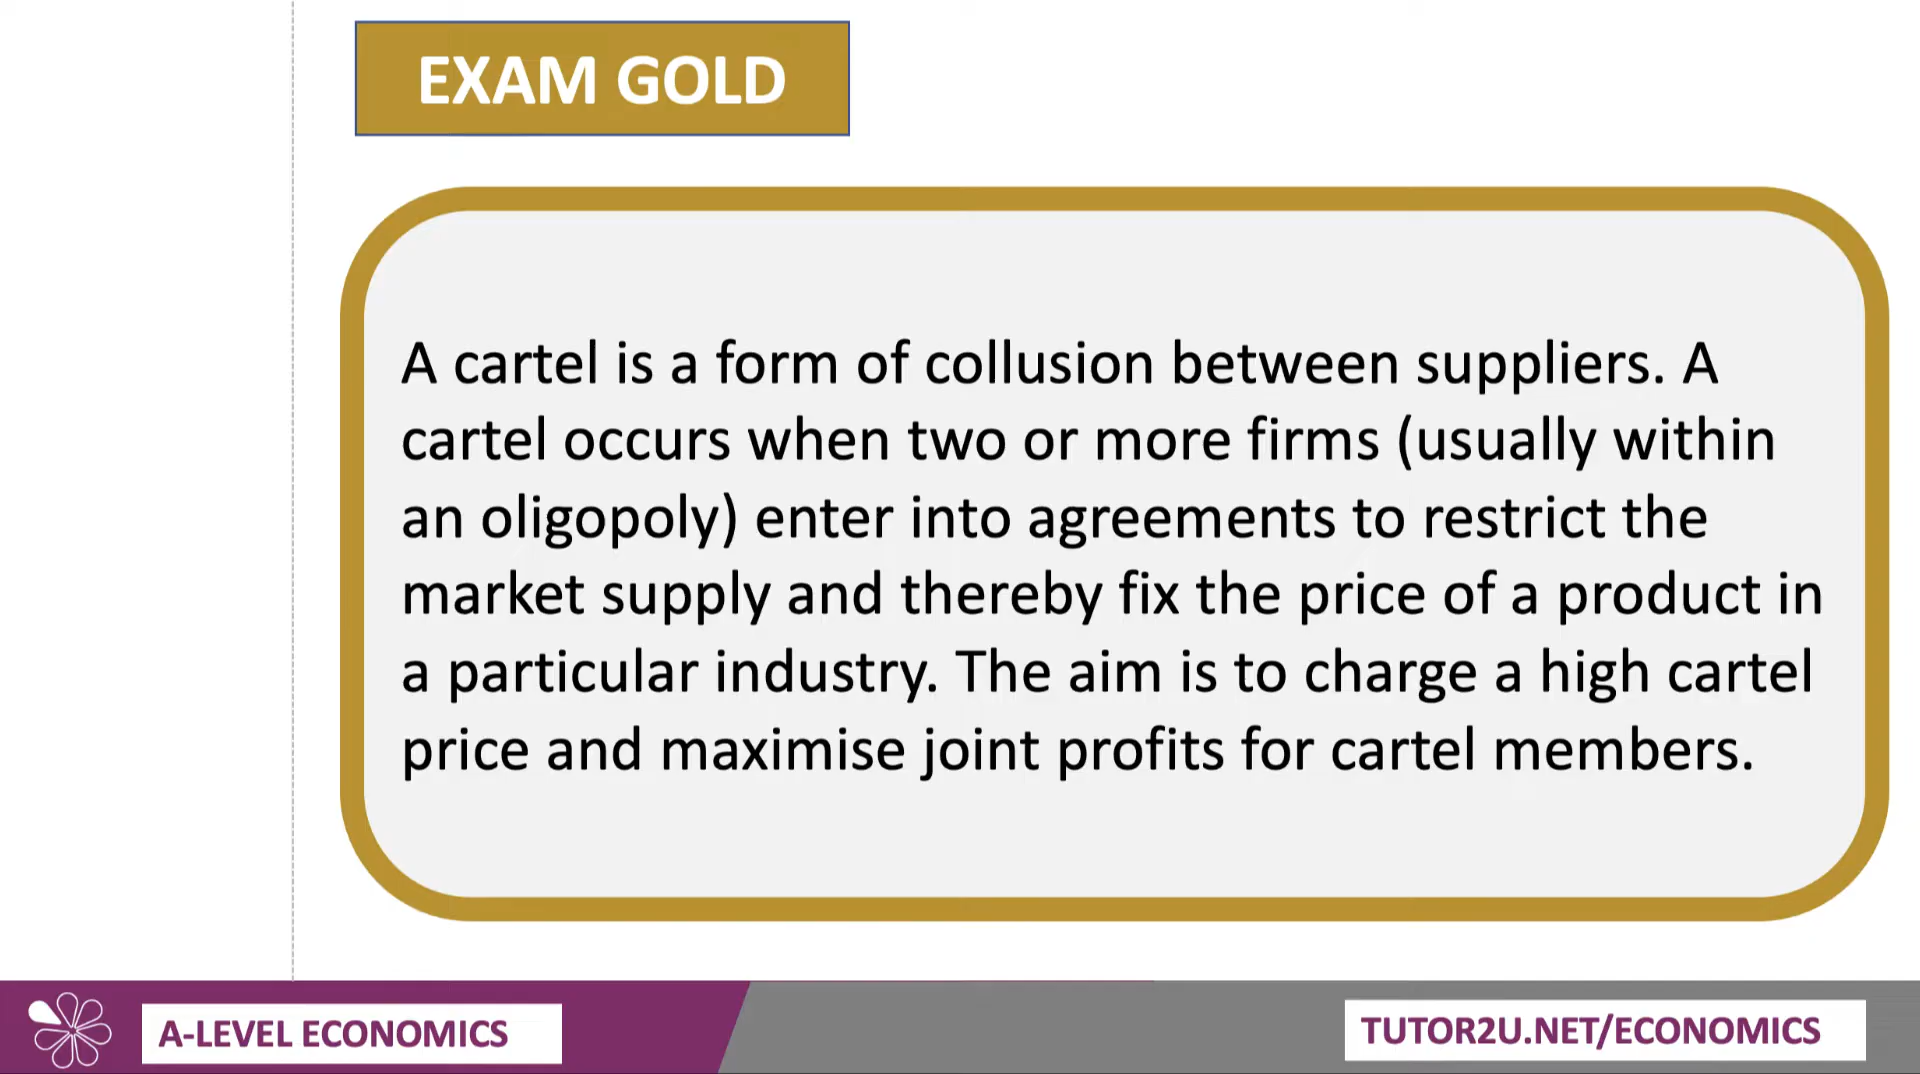 EXAM GOLD
A cartel is a form of collusion between suppliers. A
cartel occurs when two or more firms (usually within
an oligopoly) enter into agreements to restrict the
market supply and thereby fix the price of a product in
a particular industry. The aim is to charge a high cartel
price and maximise joint profits for cartel members.
A-LEVEL ECONOMICS
TUTOR2U.NET/ECONOMICS